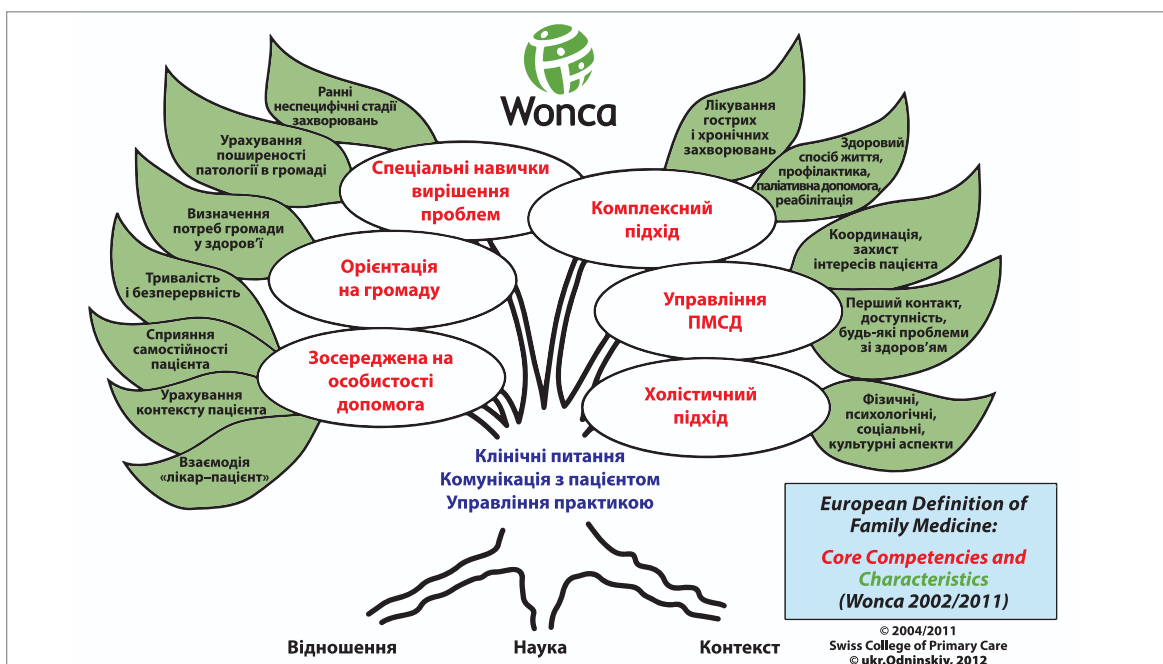 Wonca
Ранні
неспецифічні стадії
захворювань
Урахування
поширеності
патології в громаді
Визначення
потреб громади
у здоров’ї
Тривалість
і безперервність
Сприяння
самостійності
пацієнта
Урахування
контексту пацієнта
Взаємодія
«лікар–пацієнт»
Спеціальні навички
вирішення
проблем
Орієнтація
на громаду
Зосереджена на
особистості
допомога
Комплексний
підхід
Управління
ПМСД
Холістичний
підхід
Лікування
гострих
і хронічних
захворювань
Здоровий
спосіб життя,
профілактика,
паліативна допомога,
реабілітація
Координація,
захист
інтересів пацієнта
Перший контакт,
доступність,
будь-які проблеми
зі здоров’ям
Фізичні,
психологічні,
соціальні,
культурні аспекти
Клінічні питання
Комунікація з пацієнтом
Управління практикою
Відношення
Наука
Контекст
European Definition of
Family Medicine:
Core Competencies and
Characteristics
(Wonca 2002/2011)
© 2004/2011
Swiss College of Primary Care
© ukr.Odninskiv, 2012